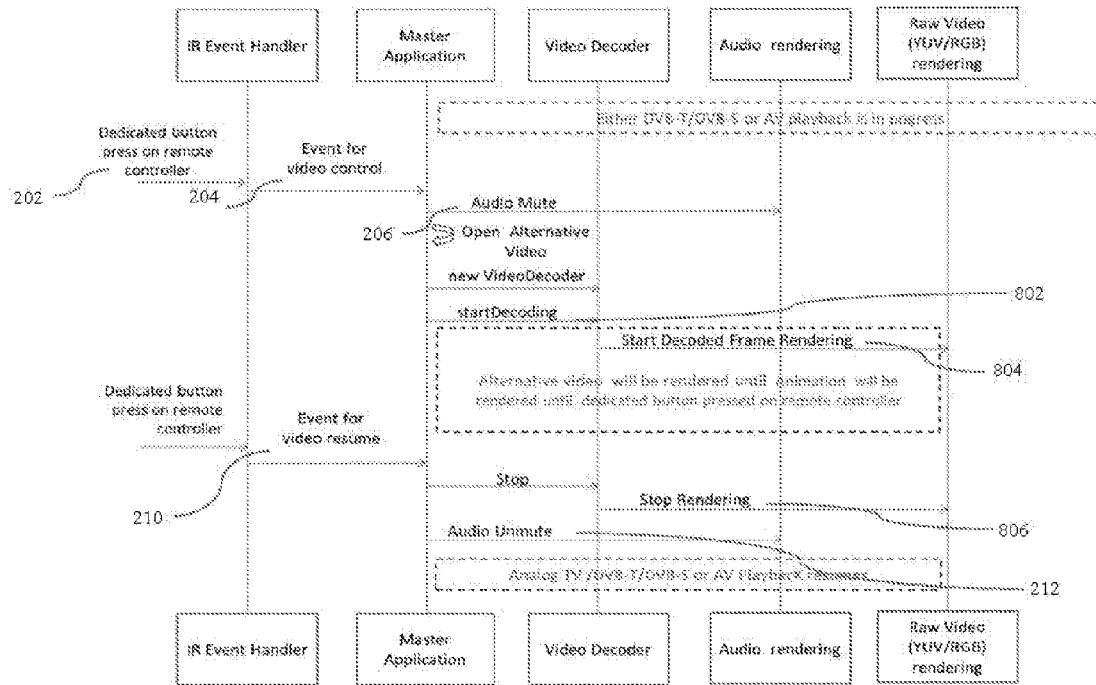 IR Event Handler
Master
Application
Video Decoder
Audio rendering
Raw Video
(YUV/RGB)
rendering
Either DVB-T/DVB-S or AV playback is in pogress
Dedicated button
press on remote
controller
202
Event for
video control
204
Audio Mute
206
Open Alternative
Video
new VideoDecoder
startDecoding
802
Start Decoded Frame Rendering
804
Alternative video will be rendered until animation will be
rendered until dedicated button pressed on remote controller
Dedicated button
press on remote
controller
Event for
video resume
210
Stop
Stop Rendering
806
Audio Unmute
Analog TV /DVB-T/DVB-S or AV Playback resumes
212
IR Event Handler
Master
Application
Video Decoder
Audio rendering
Raw Video
(YUV/RGB)
rendering